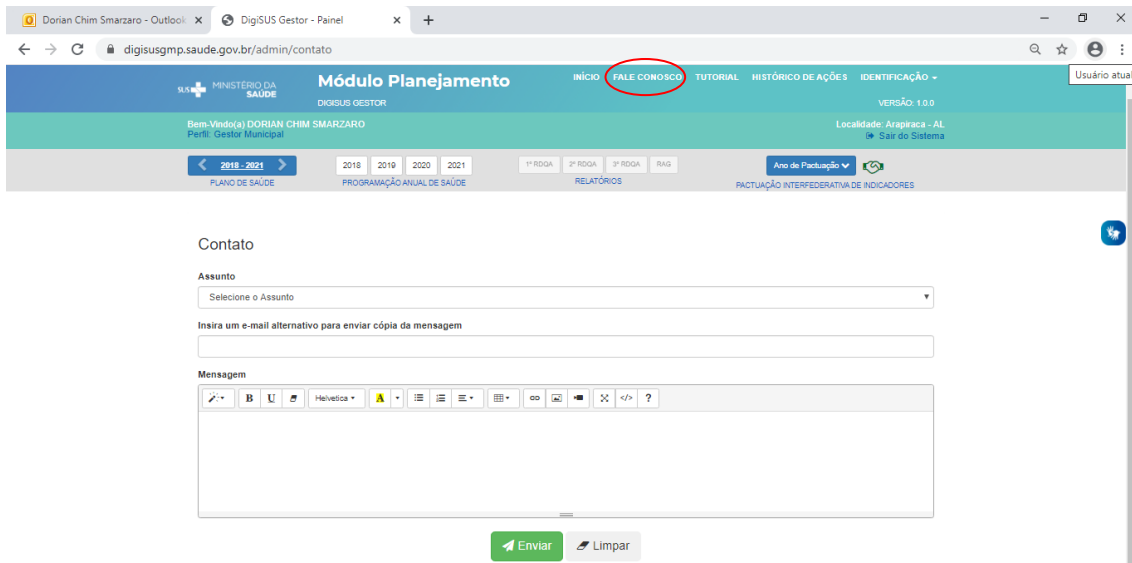 Dorian Chim Smarzaro - Outlook
DigiSUS Gestor - Painel
digisusgmp.saude.gov.br/admin/contato
Usuário atual
SUS MINISTÉRIO DA SAÚDE
Módulo Planejamento
DIGISUS GESTOR
INÍCIO FALE CONOSCO TUTORIAL HISTÓRICO DE AÇÕES IDENTIFICAÇÃO
VERSÃO: 1.0.0
Bem-Vindo(a) DORIAN CHIM SMARZARO
Perfil: Gestor Municipal
Localidade: Arapiraca - AL
Sair do Sistema
2018 - 2021
PLANO DE SAÚDE
2018 2019 2020 2021
PROGRAMAÇÃO ANUAL DE SAÚDE
1º RDQA 2º RDQA 3º RDQA RAG
RELATÓRIOS
Ano de Pactuação
PACTUAÇÃO INTERFEDERATIVA DE INDICADORES
Contato
Assunto
Selecione o Assunto
Insira um e-mail alternativo para enviar cópia da mensagem
Mensagem
B U Helvetica A </> ?
Enviar Limpar